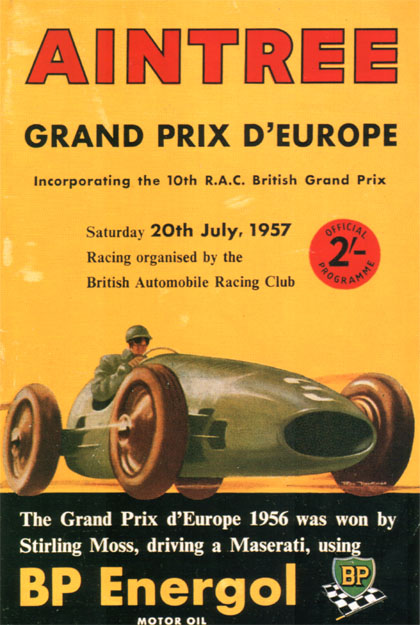 AINTREE
GRAND PRIX D'EUROPE
Incorporating the 10th R.A.C. British Grand Prix
Saturday 20th July, 1957
Racing organised by the
British Automobile Racing Club
OFFICIAL
2/-
PROGRAMME
2
The Grand Prix d'Europe 1956 was won by
Stirling Moss, driving a Maserati, using
BP Energol
BP
MOTOR OIL